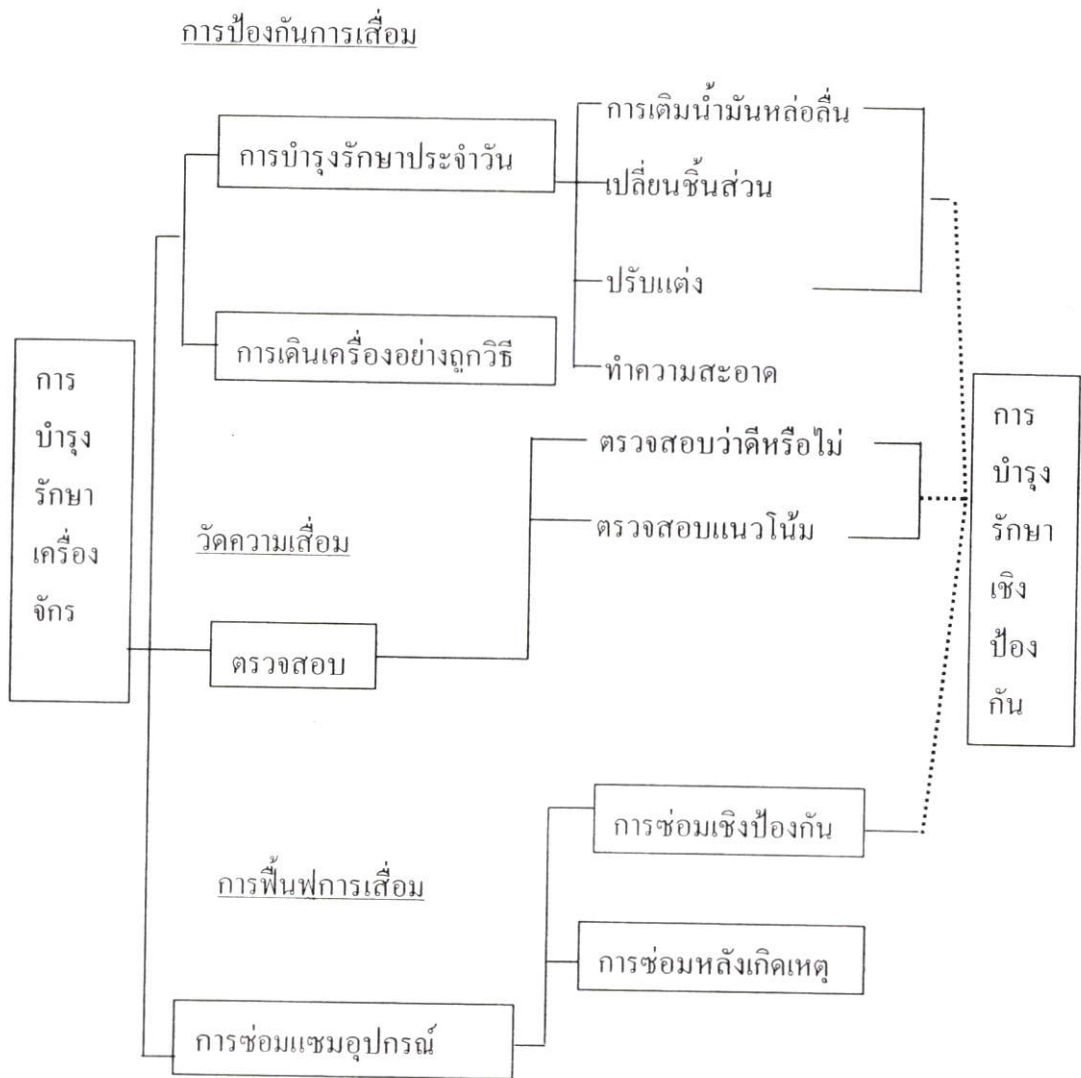 การป้องกันการเสื่อม
การเติมน้ำมันหล่อลื่น
การบำรุงรักษาประจำวัน
เปลี่ยนชิ้นส่วน
ปรับแต่ง
การเดินเครื่องอย่างถูกวิธี
ทำความสะอาด
การ
บำรุง
รักษา
เครื่อง
จักร
ตรวจสอบว่าดีหรือไม่
ตรวจสอบแนวโน้ม
วัดความเสื่อม
ตรวจสอบ
การ
บำรุง
รักษา
เชิง
ป้อง
กัน
การซ่อมเชิงป้องกัน
การฟื้นฟูการเสื่อม
การซ่อมหลังเกิดเหตุ
การซ่อมแซมอุปกรณ์